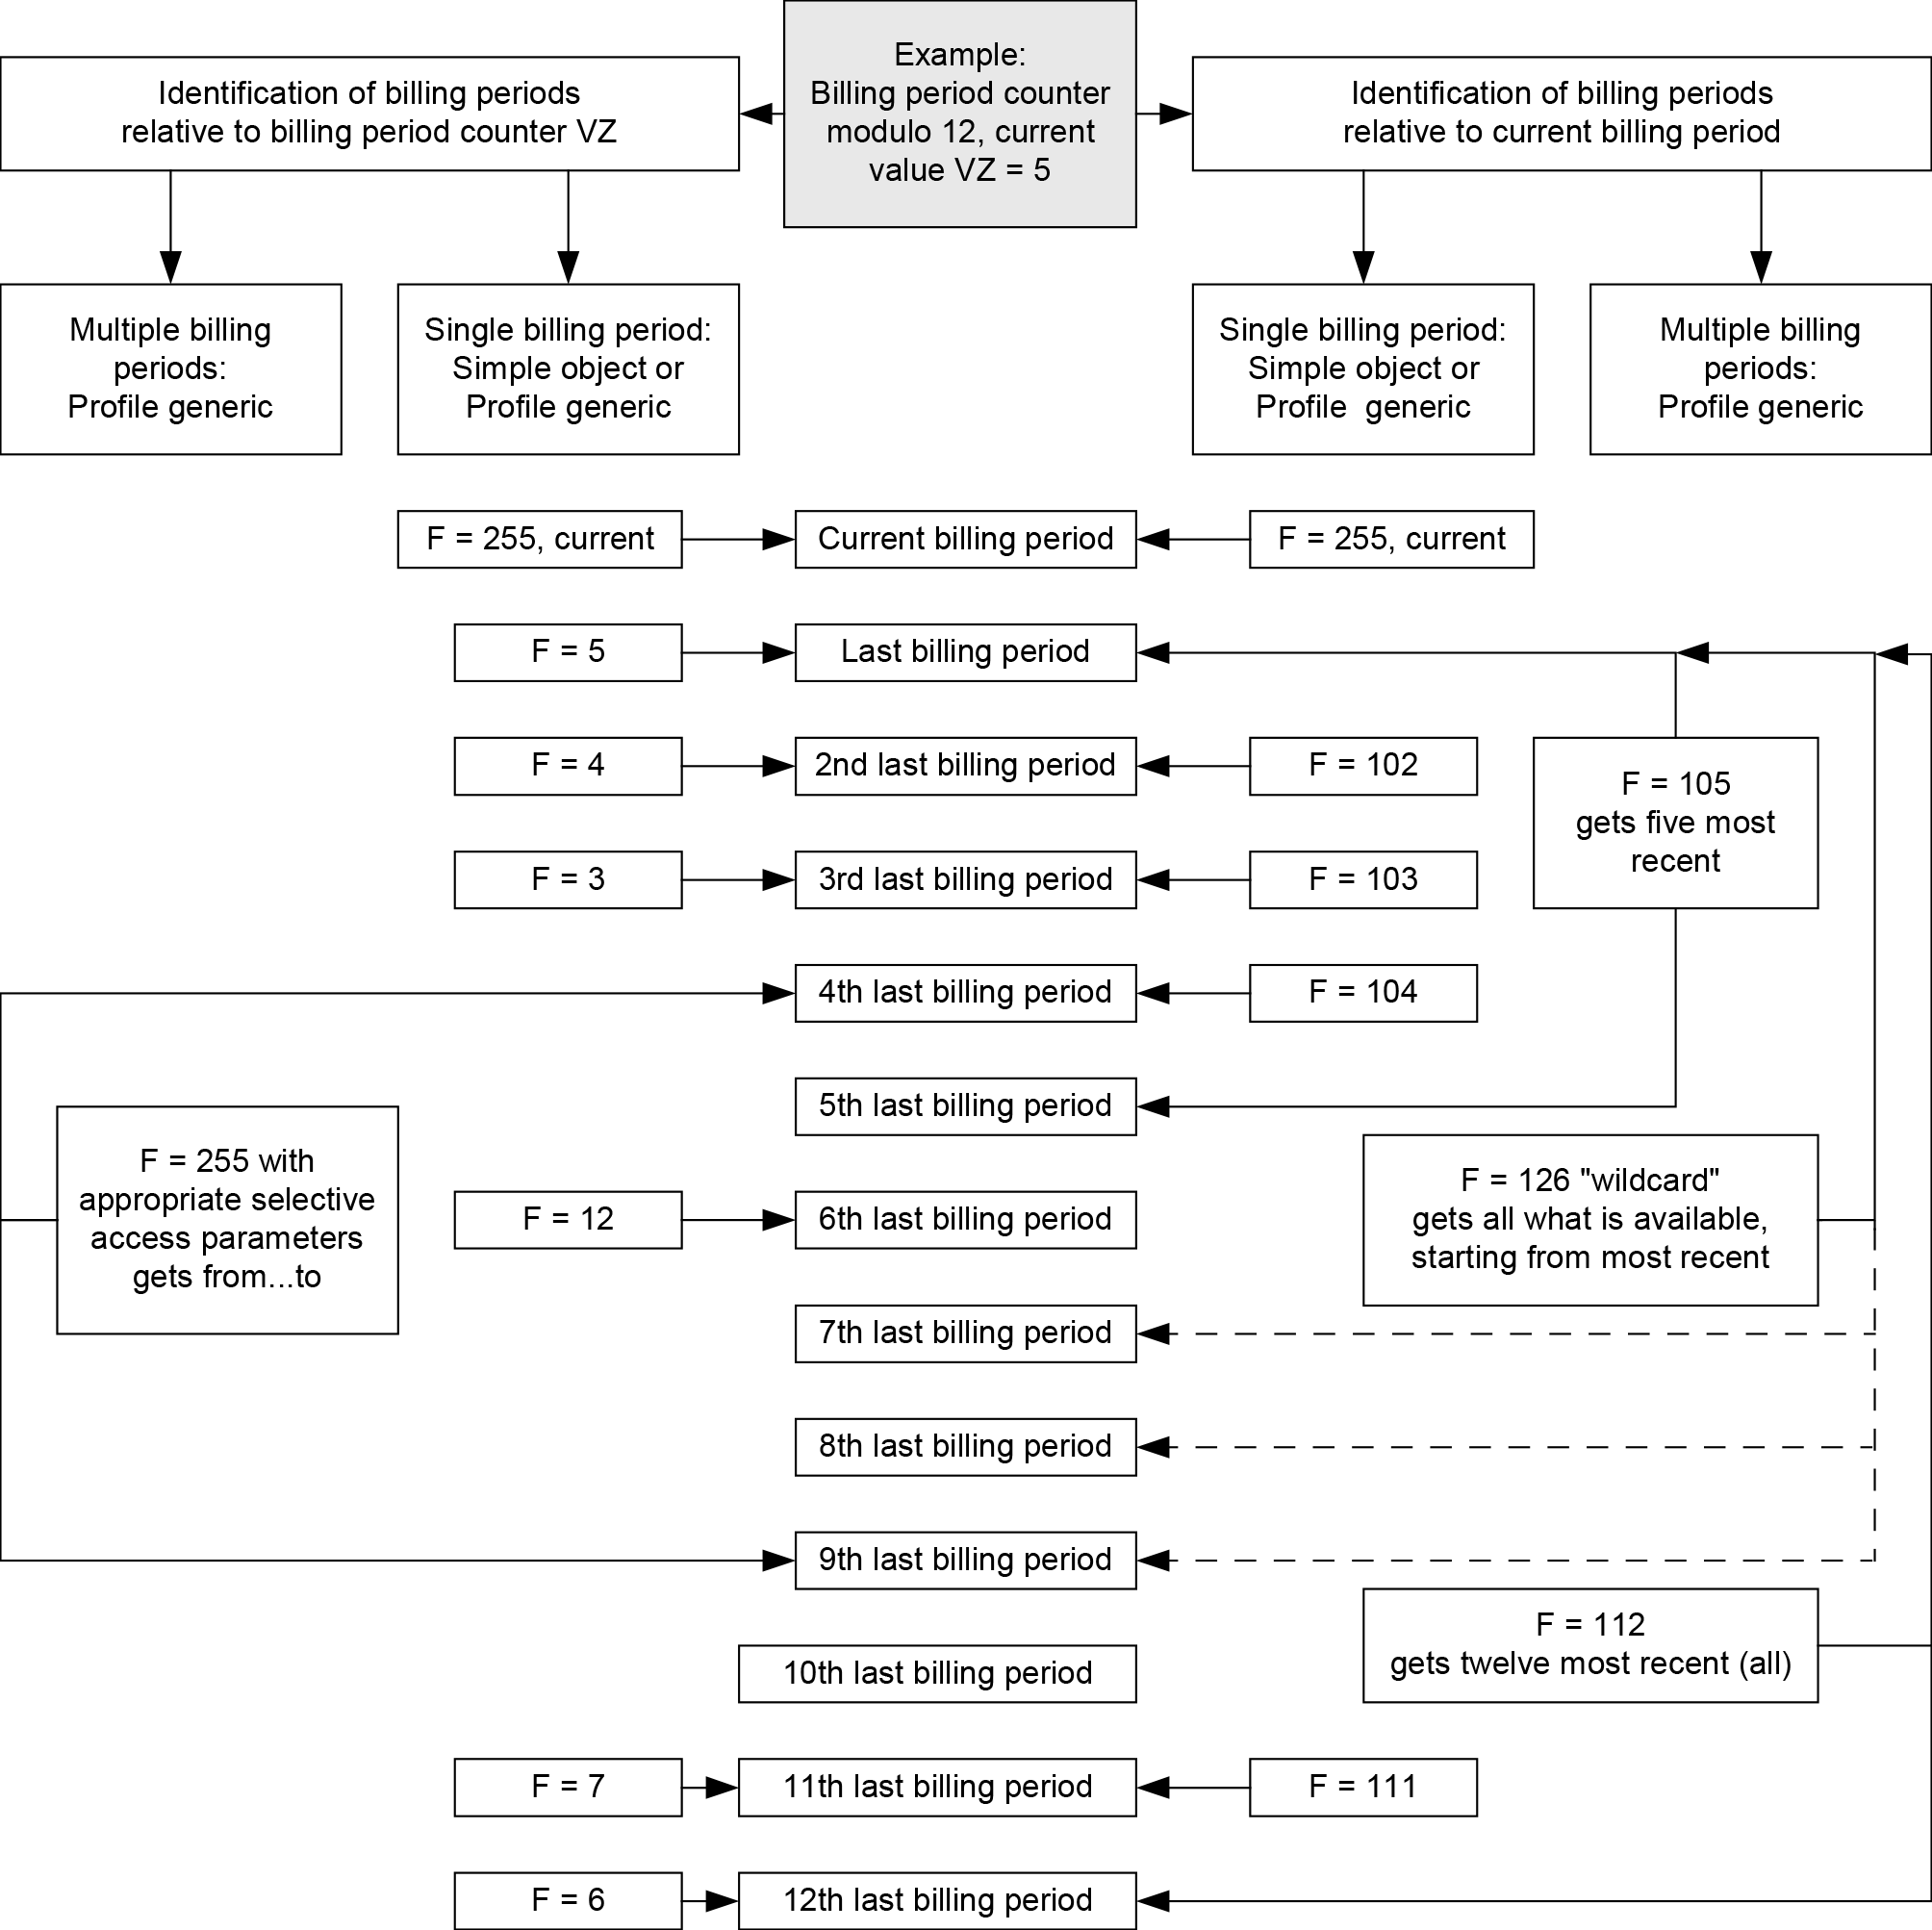 Example:
Billing period counter
modulo 12, current
value VZ = 5
Identification of billing periods
relative to billing period counter VZ
Identification of billing periods
relative to current billing period
Multiple billing
periods:
Profile generic
Single billing period:
Simple object or
Profile generic
Single billing period:
Simple object or
Profile  generic
Multiple billing
periods:
Profile generic
F = 255, current
Current billing period
F = 255, current
F = 5
Last billing period
F = 4
2nd last billing period
F = 102
F = 105
gets five most
recent
F = 3
3rd last billing period
F = 103
4th last billing period
F = 104
5th last billing period
F = 255 with
appropriate selective
access parameters
gets from...to
F = 12
6th last billing period
F = 126 "wildcard"
gets all what is available,
starting from most recent
7th last billing period
8th last billing period
9th last billing period
F = 112
gets twelve most recent (all)
10th last billing period
F = 7
11th last billing period
F = 111
F = 6
12th last billing period